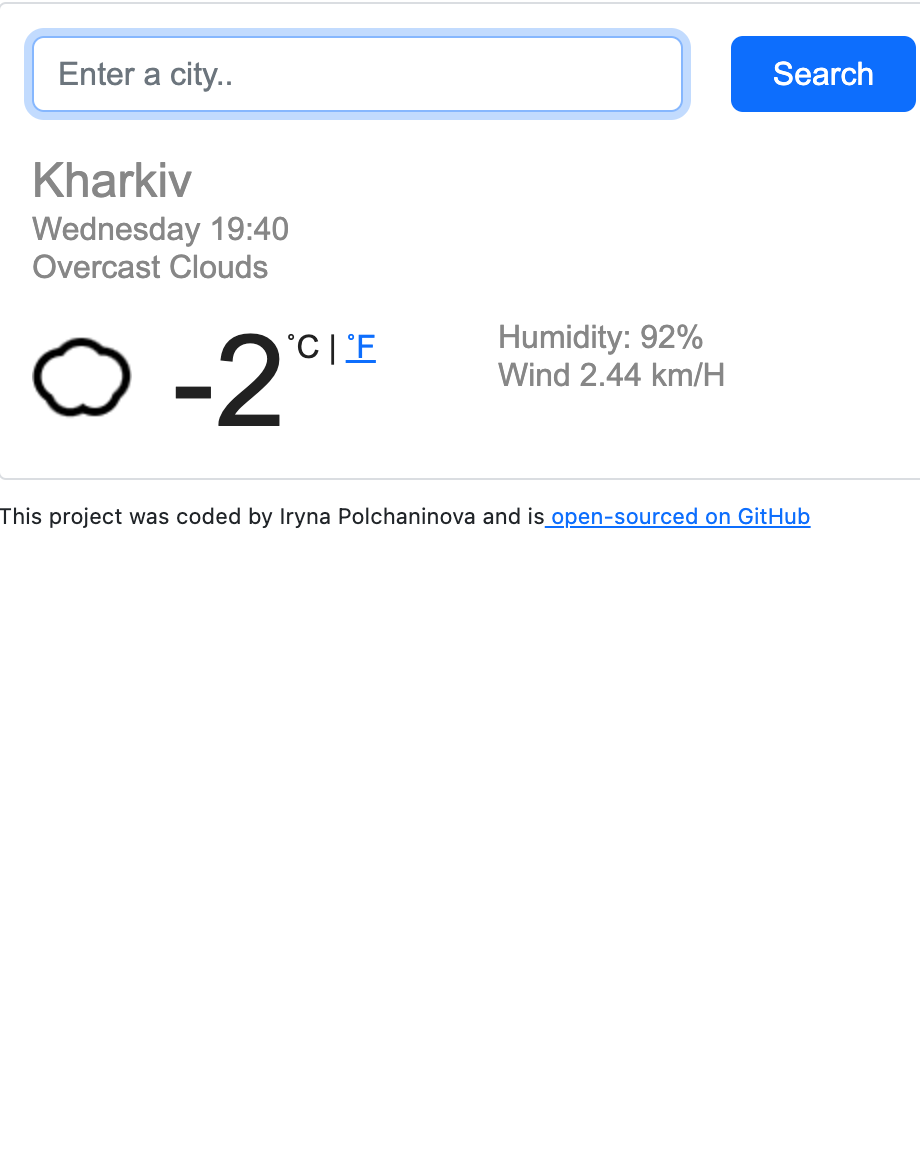 Enter a city..
Search
Kharkiv
Wednesday 19:40
Overcast Clouds
-2 °C | °F
Humidity: 92%
Wind 2.44 km/H
This project was coded by Iryna Polchaninova and is open-sourced on GitHub